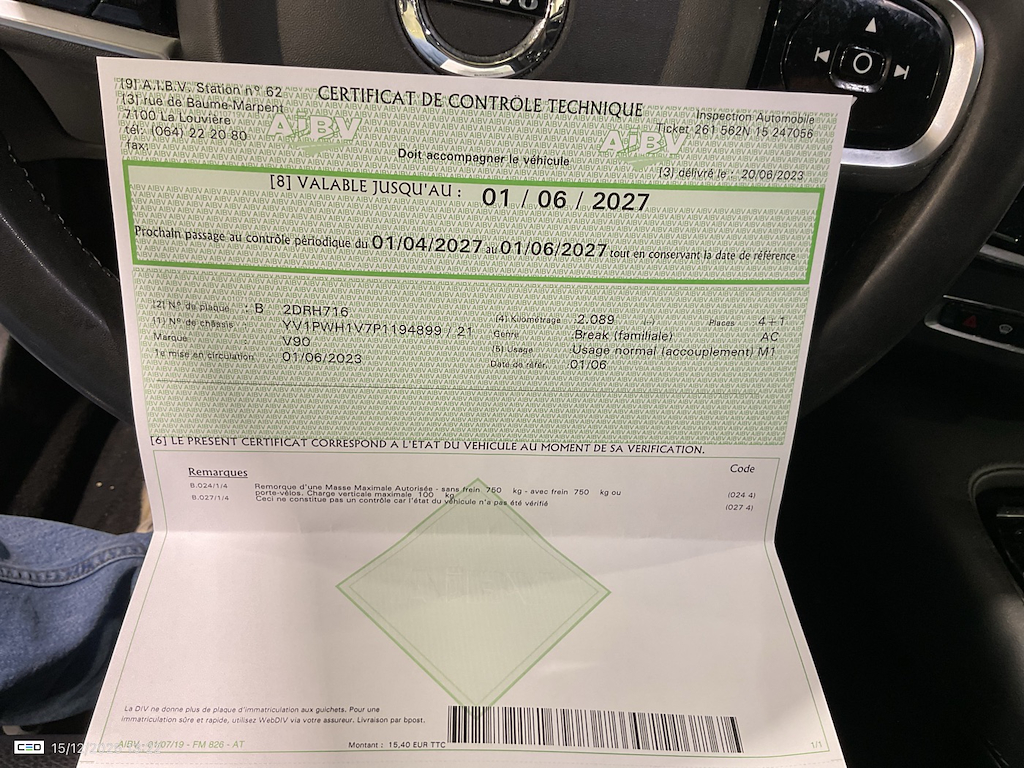 CERTIFICAT DE CONTRÔLE TECHNIQUE
[9] A.I.B.V. Station n° 62
[3] rue de Baume-Marpent
7100 La Louvière
tél: (064) 22 20 80
fax:
AIBV
AIBV
Inspection Automobile
Ticket 261 562N 15 247056
Doit accompagner le véhicule
[3] délivré le : 20/06/2023
[8] VALABLE JUSQU'AU : 01 / 06 / 2027
Prochain passage au contrôle périodique du 01/04/2027 au 01/06/2027 tout en conservant la date de référence
[2] N° du plaque : B 2DRH716
[1] N° de châssis : YV1PWH1V7P1194899 / 21
Marque : V90
1e mise en circulation : 01/06/2023
[4] Kilométrage : 2.089 (--) Places : 4+1
Genre : Break (familiale) AC
[5] Usage : Usage normal (accouplement) M1
Date de référ. : 01/06
[6] LE PRESENT CERTIFICAT CORRESPOND A L'ETAT DU VEHICULE AU MOMENT DE SA VERIFICATION.
Remarques Code
B.024/1/4 Remorque d'une Masse Maximale Autorisée - sans frein 750 kg - avec frein 750 kg ou
porte-vélos. Charge verticale maximale 100 kg (024 4)
B.027/1/4 Ceci ne constitue pas un contrôle car l'état du véhicule n'a pas été vérifié (027 4)
La DIV ne donne plus de plaque d'immatriculation aux guichets. Pour une
immatriculation sûre et rapide, utilisez WebDIV via votre assureur. Livraison par bpost.
AIBV - 01/07/19 - FM 826 - AT
Montant : 15,40 EUR TTC
1/1
15/12